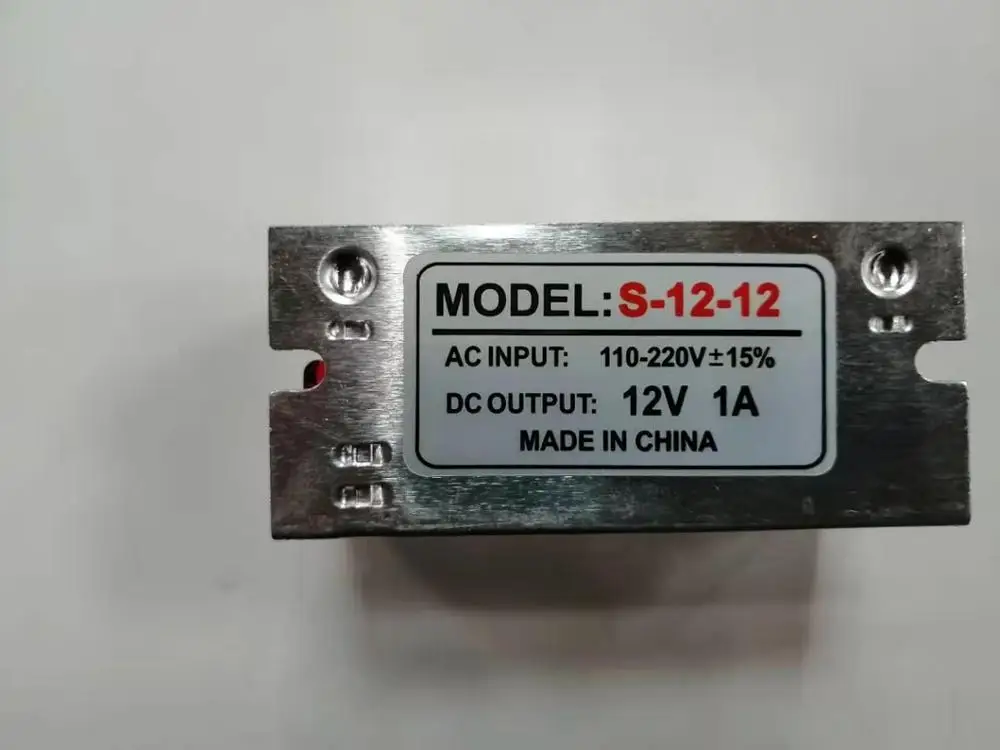 MODEL: S-12-12
AC INPUT: 110-220V±15%
DC OUTPUT: 12V 1A
MADE IN CHINA